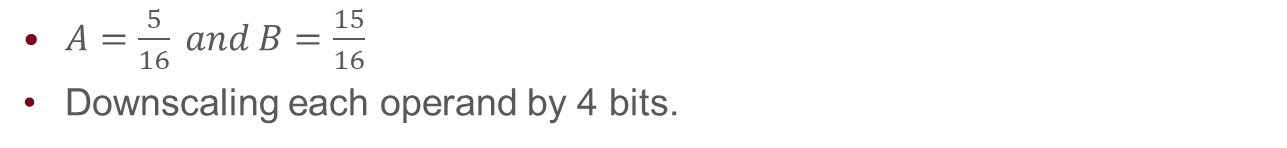 • A = 5/16 and B = 15/16
• Downscaling each operand by 4 bits.